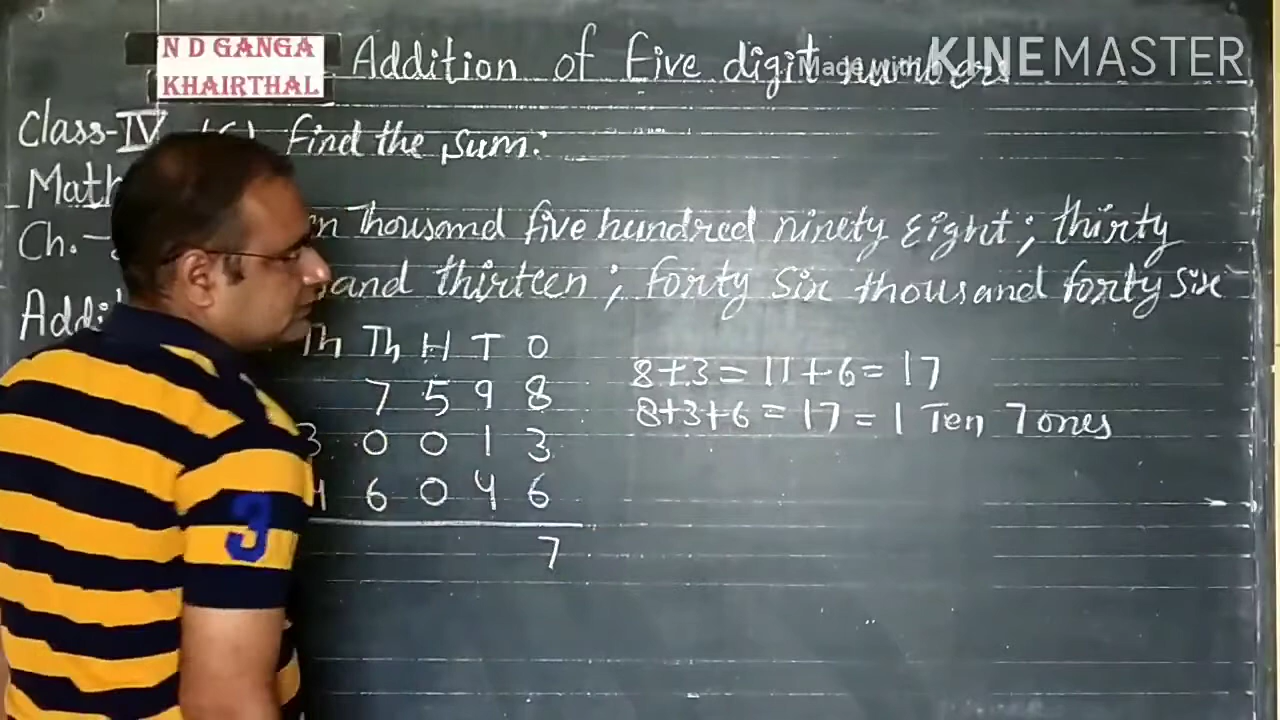 N D GANGA
KHAIRTHAL
Addition of Five digit numbers
Made with
KINEMASTER
Class-IV
Find the sum:
Math
Thousand five hundred ninety Eight; thirty
Ch.-
thirteen; forty six thousand forty six
Th Th H T O
7 5 9 8
3 0 0 1 3
4 6 0 4 6
7
8+3=11+6=17
8+3+6=17=1 Ten 7 ones
3